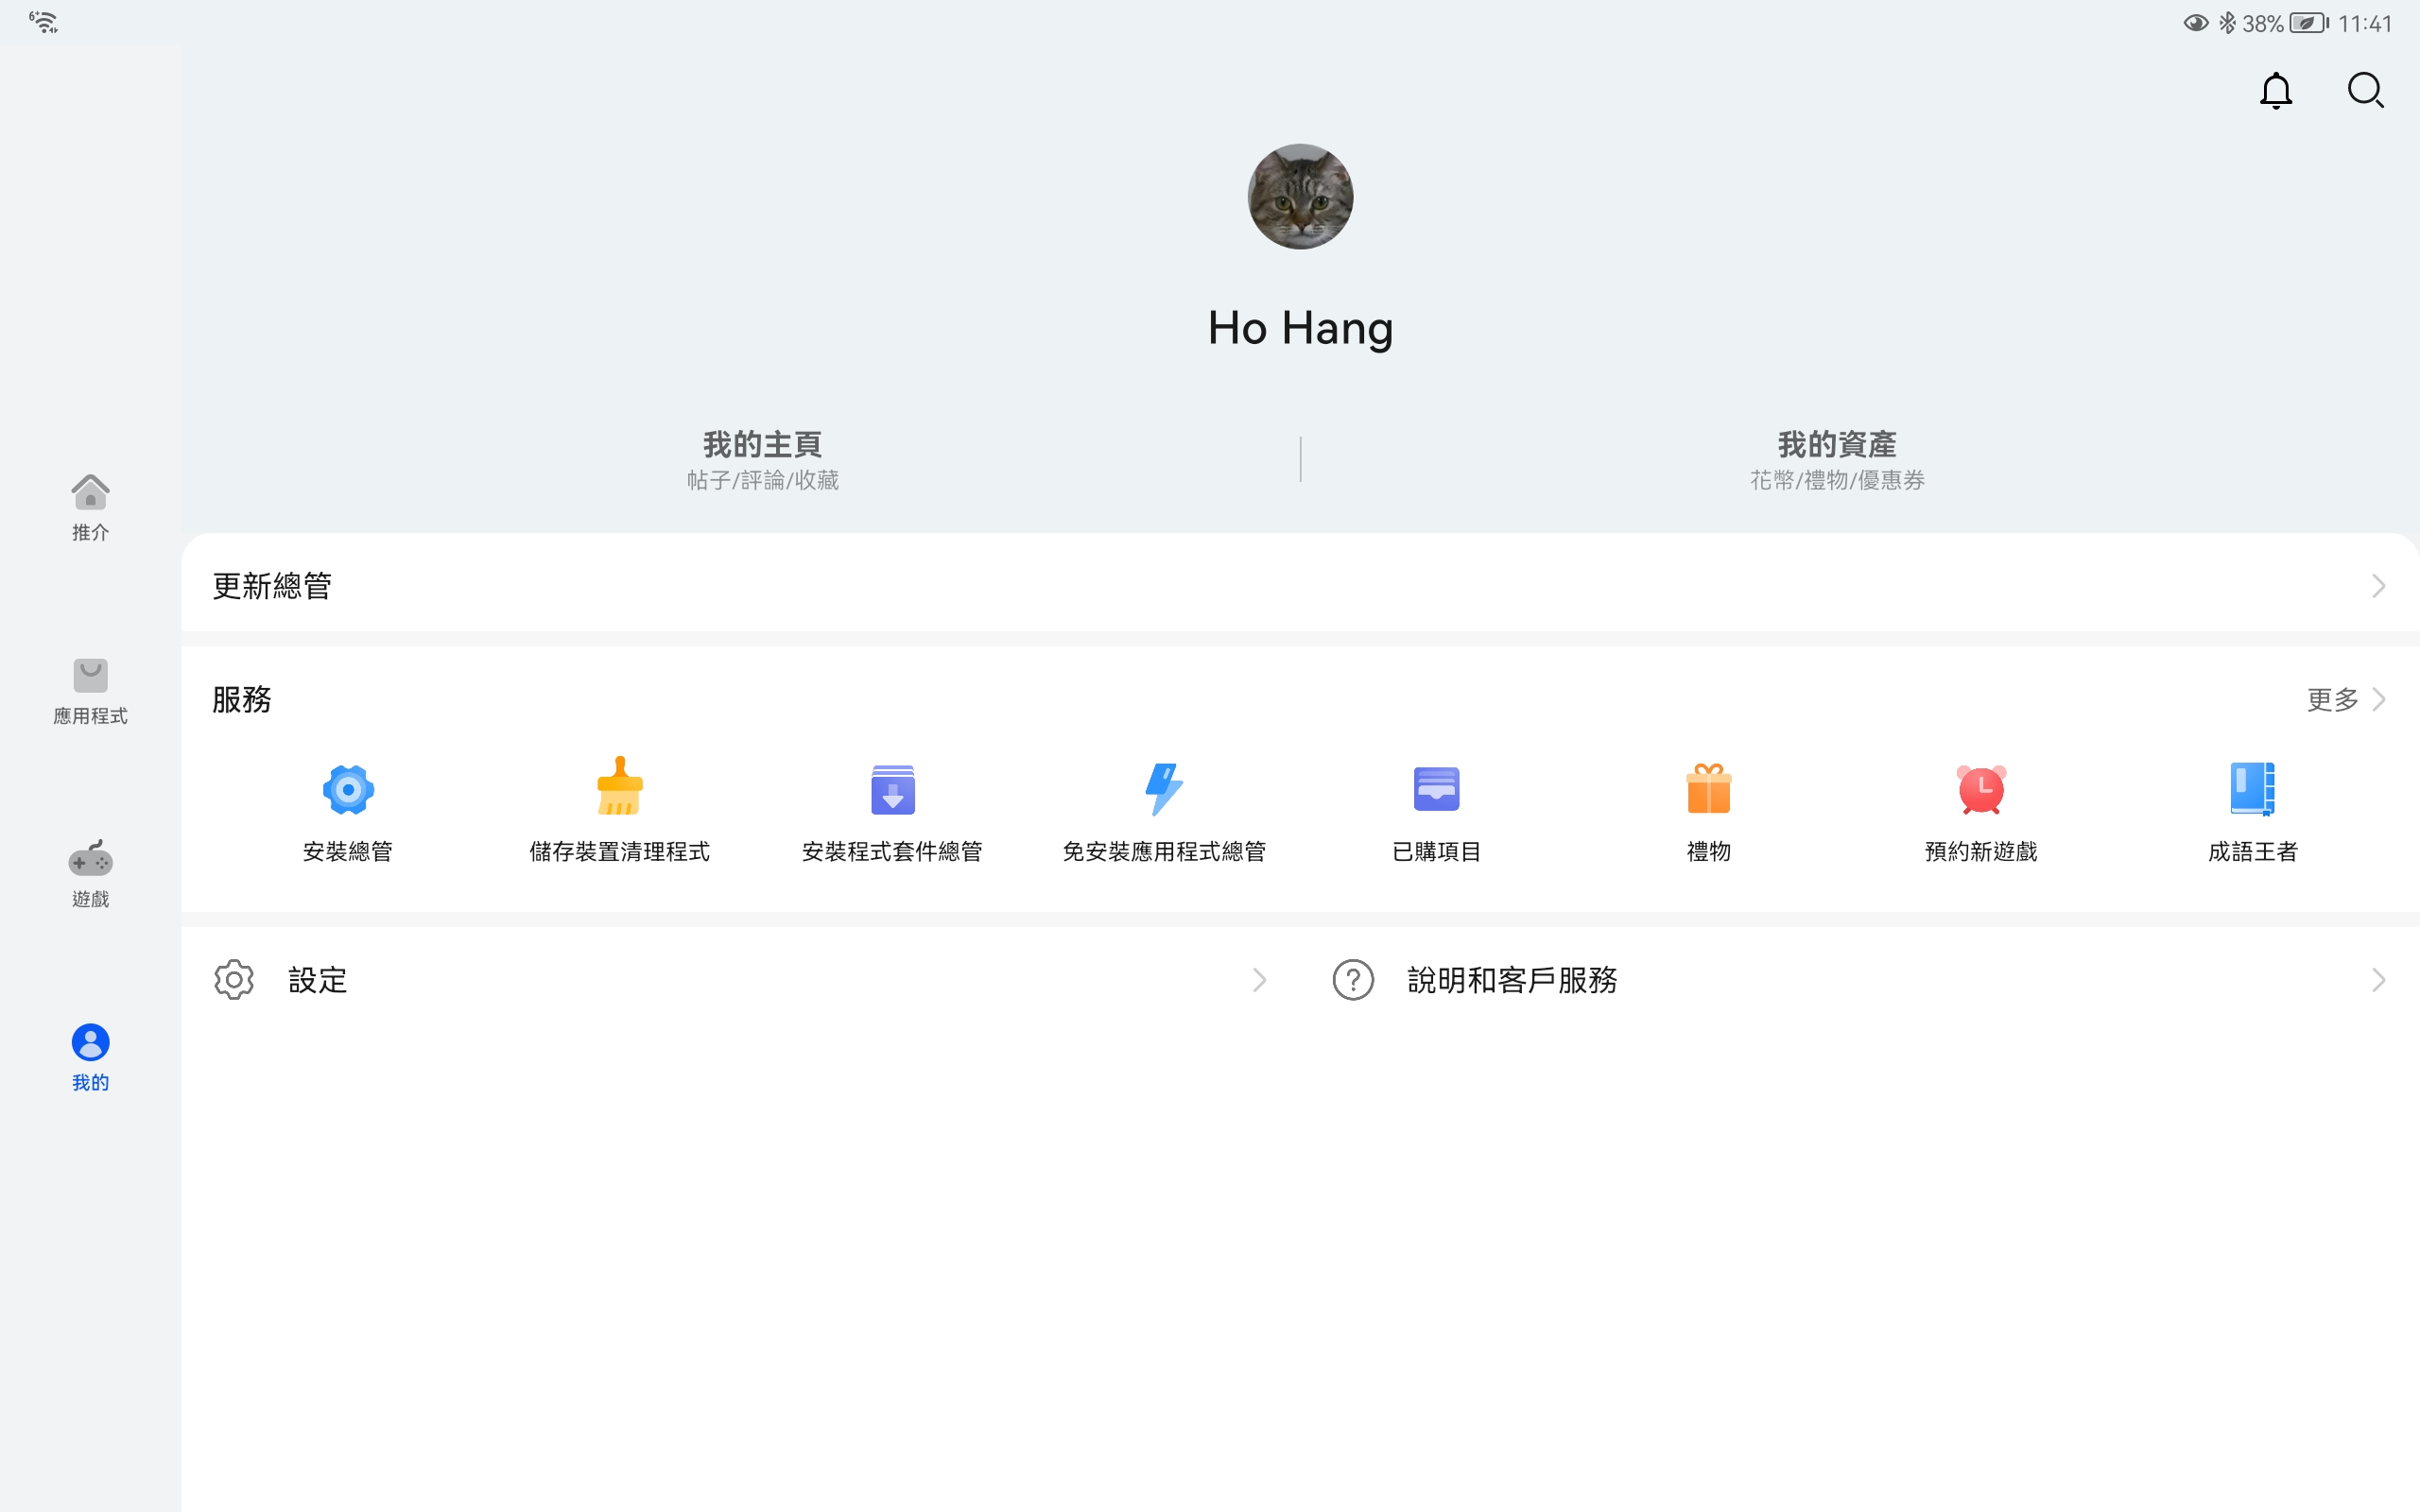 38% 11:41
Ho Hang
我的主頁
帖子/評論/收藏
我的資產
花幣/禮物/優惠券
推介
應用程式
遊戲
我的
更新總管
服務
更多
安裝總管
儲存裝置清理程式
安裝程式套件總管
免安裝應用程式總管
已購項目
禮物
預約新遊戲
成語王者
設定
說明和客戶服務